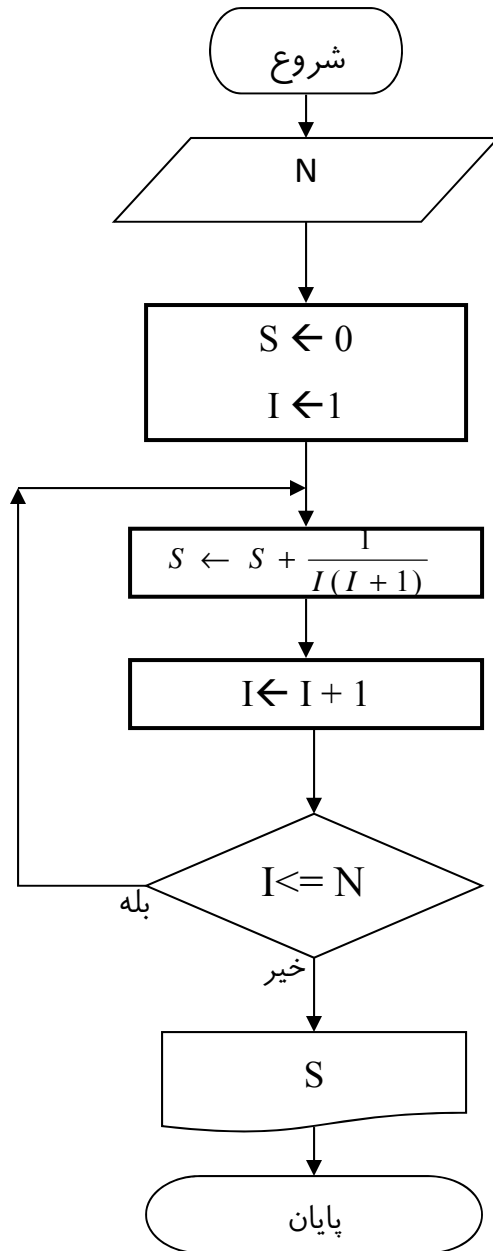 شروع
N
S ← 0
I ←1
S ← S + 1 / I (I + 1)
I← I + 1
I<= N
بله
خیر
S
پایان